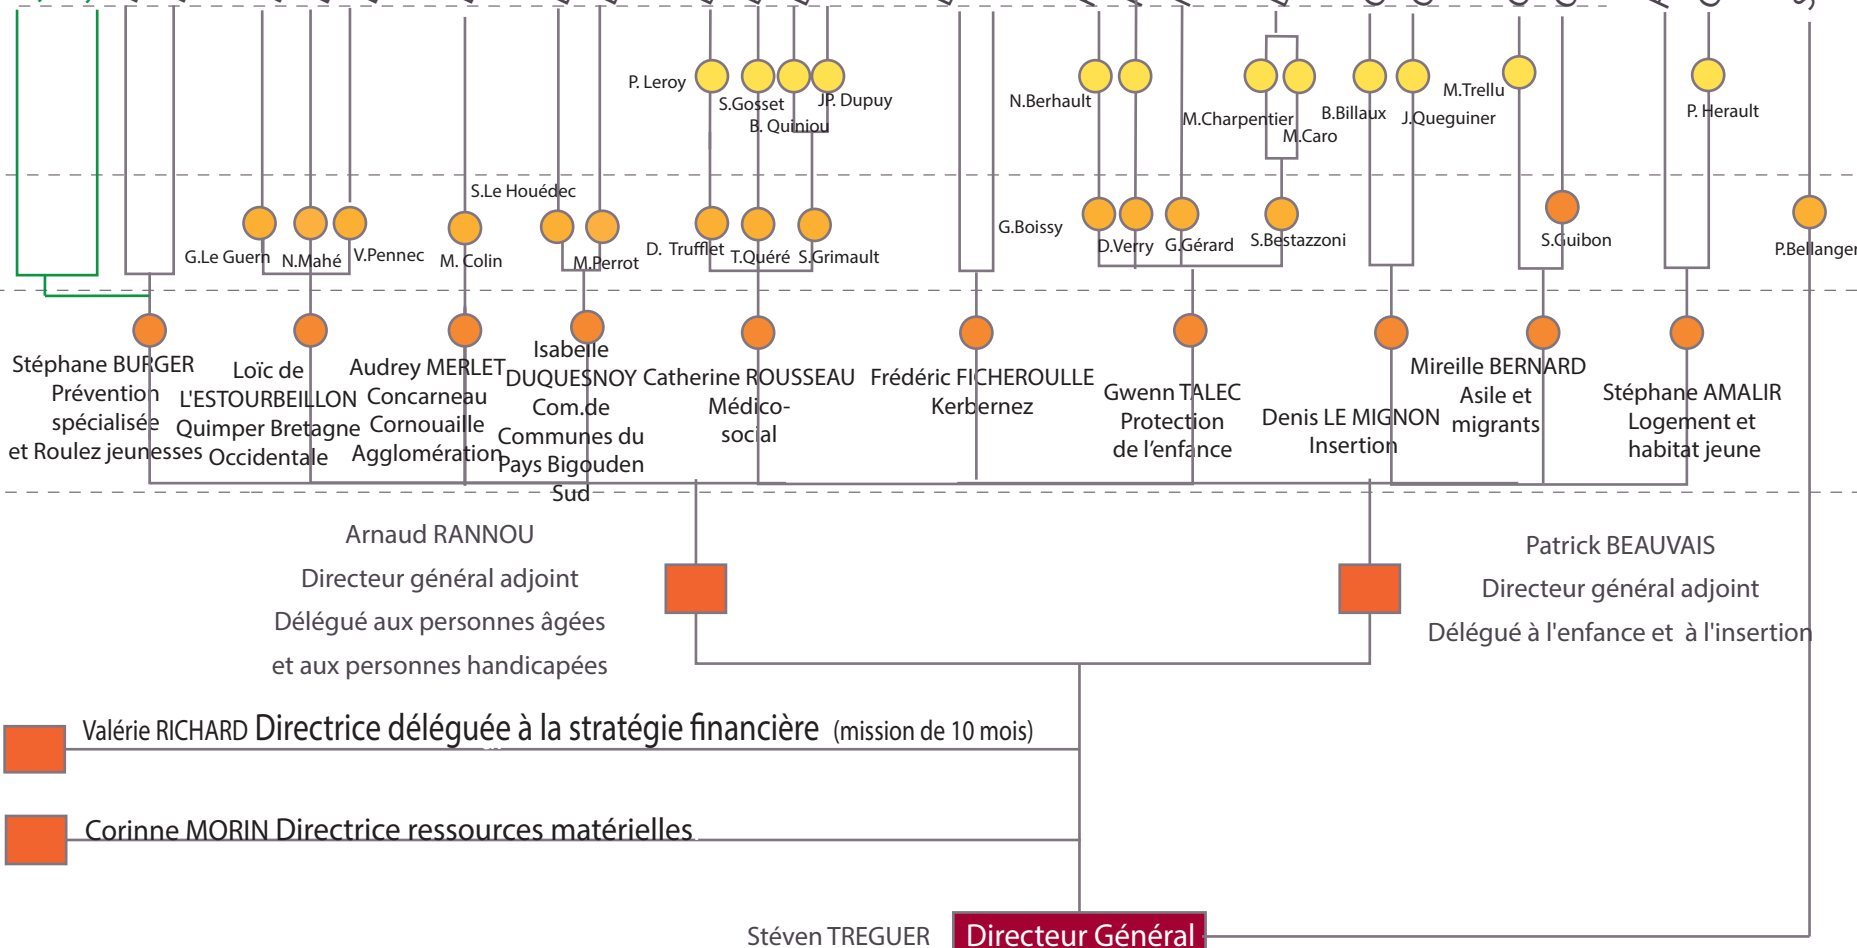 P. Leroy
S.Gosset
B. Quiniou
JP. Dupuy
N.Berhault
M.Charpentier
M.Caro
B.Billaux
J.Queguiner
M.Trellu
P. Herault
G.Le Guern
N.Mahé
V.Pennec
M. Colin
S.Le Houédec
M.Perrot
D. Trufflet
T.Quéré
S.Grimault
G.Boissy
D.Verry
G.Gérard
S.Bestazzoni
S.Guibon
P.Bellanger
Stéphane BURGER
Prévention
spécialisée
et Roulez jeunesses
Loïc de
L'ESTOURBEILLON
Quimper Bretagne
Occidentale
Audrey MERLET
Concarneau
Cornouaille
Agglomération
Isabelle
DUQUESNOY
Com.de
Communes du
Pays Bigouden
Sud
Catherine ROUSSEAU
Médico-
social
Frédéric FICHEROULLE
Kerbernez
Gwenn TALEC
Protection
de l'enfance
Denis LE MIGNON
Insertion
Mireille BERNARD
Asile et
migrants
Stéphane AMALIR
Logement et
habitat jeune
Arnaud RANNOU
Directeur général adjoint
Délégué aux personnes âgées
et aux personnes handicapées
Patrick BEAUVAIS
Directeur général adjoint
Délégué à l'enfance et à l'insertion
Valérie RICHARD Directrice déléguée à la stratégie financière (mission de 10 mois)
Corinne MORIN Directrice ressources matérielles
Stéven TREGUER Directeur Général